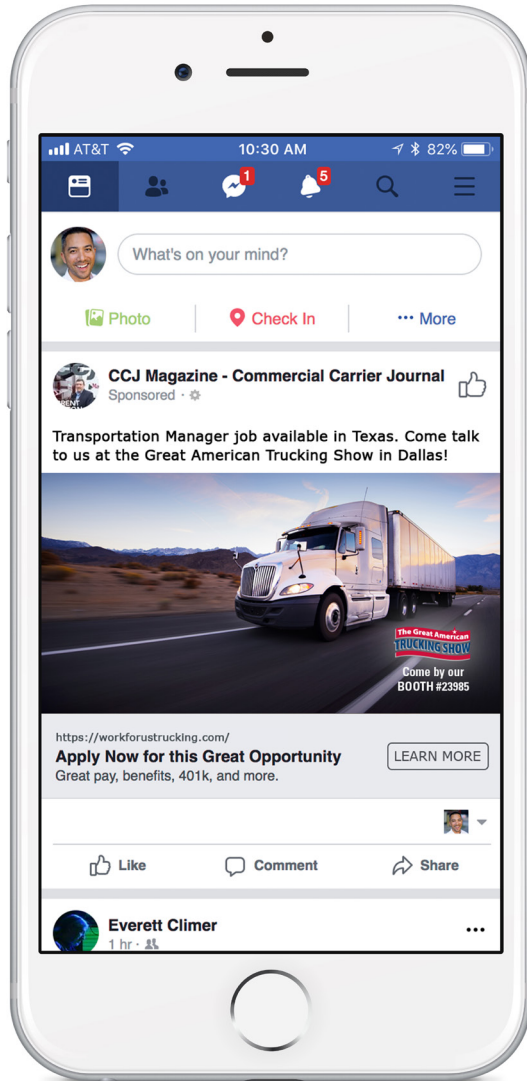 AT&T 10:30 AM 82%
1 5
What's on your mind?
Photo Check In ••• More
CCJ Magazine - Commercial Carrier Journal
Sponsored ·
Transportation Manager job available in Texas. Come talk
to us at the Great American Trucking Show in Dallas!
The Great American
TRUCKING SHOW
Come by our
BOOTH #23985
https://workforustrucking.com/
Apply Now for this Great Opportunity
LEARN MORE
Great pay, benefits, 401k, and more.
Like Comment Share
Everett Climer
1 hr ·